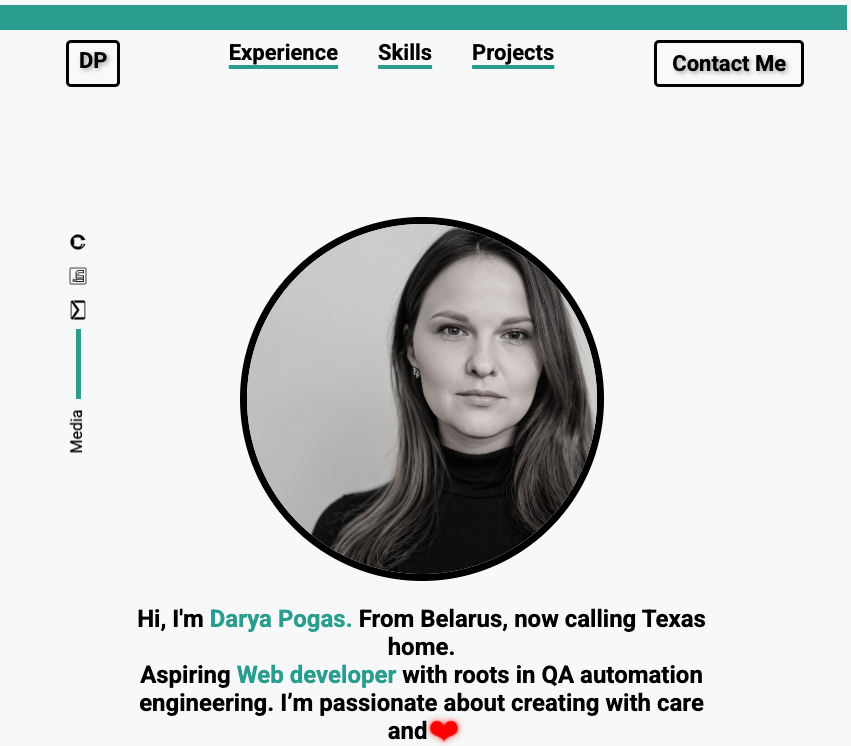 DP
Experience Skills Projects
Contact Me
in
Media
Hi, I'm Darya Pogas. From Belarus, now calling Texas
home.
Aspiring Web developer with roots in QA automation
engineering. I’m passionate about creating with care
and❤️